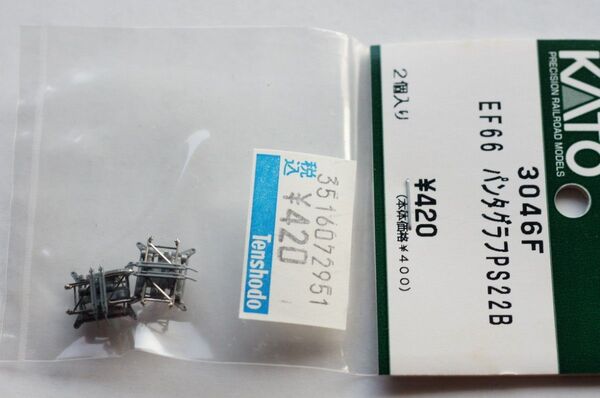 KATO
PRECISION RAILROAD MODELS
3046F
EF66 パンタグラフPS22B
2個入り
¥420
(本体価格¥400)
3516072951
税込
¥420
Tenshodo